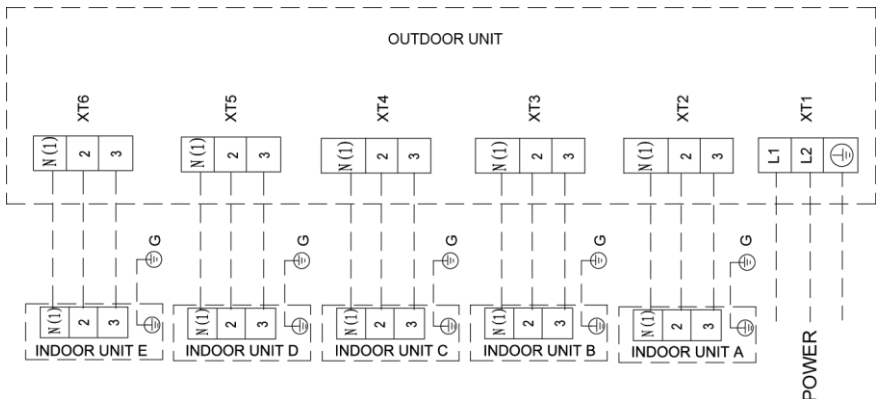 OUTDOOR UNIT
XT6
XT5
XT4
XT3
XT2
XT1
N(1) 2 3
N(1) 2 3
N(1) 2 3
N(1) 2 3
N(1) 2 3
L1 L2
G
G
G
G
G
N(1) 2 3
N(1) 2 3
N(1) 2 3
N(1) 2 3
N(1) 2 3
INDOOR UNIT E
INDOOR UNIT D
INDOOR UNIT C
INDOOR UNIT B
INDOOR UNIT A
POWER